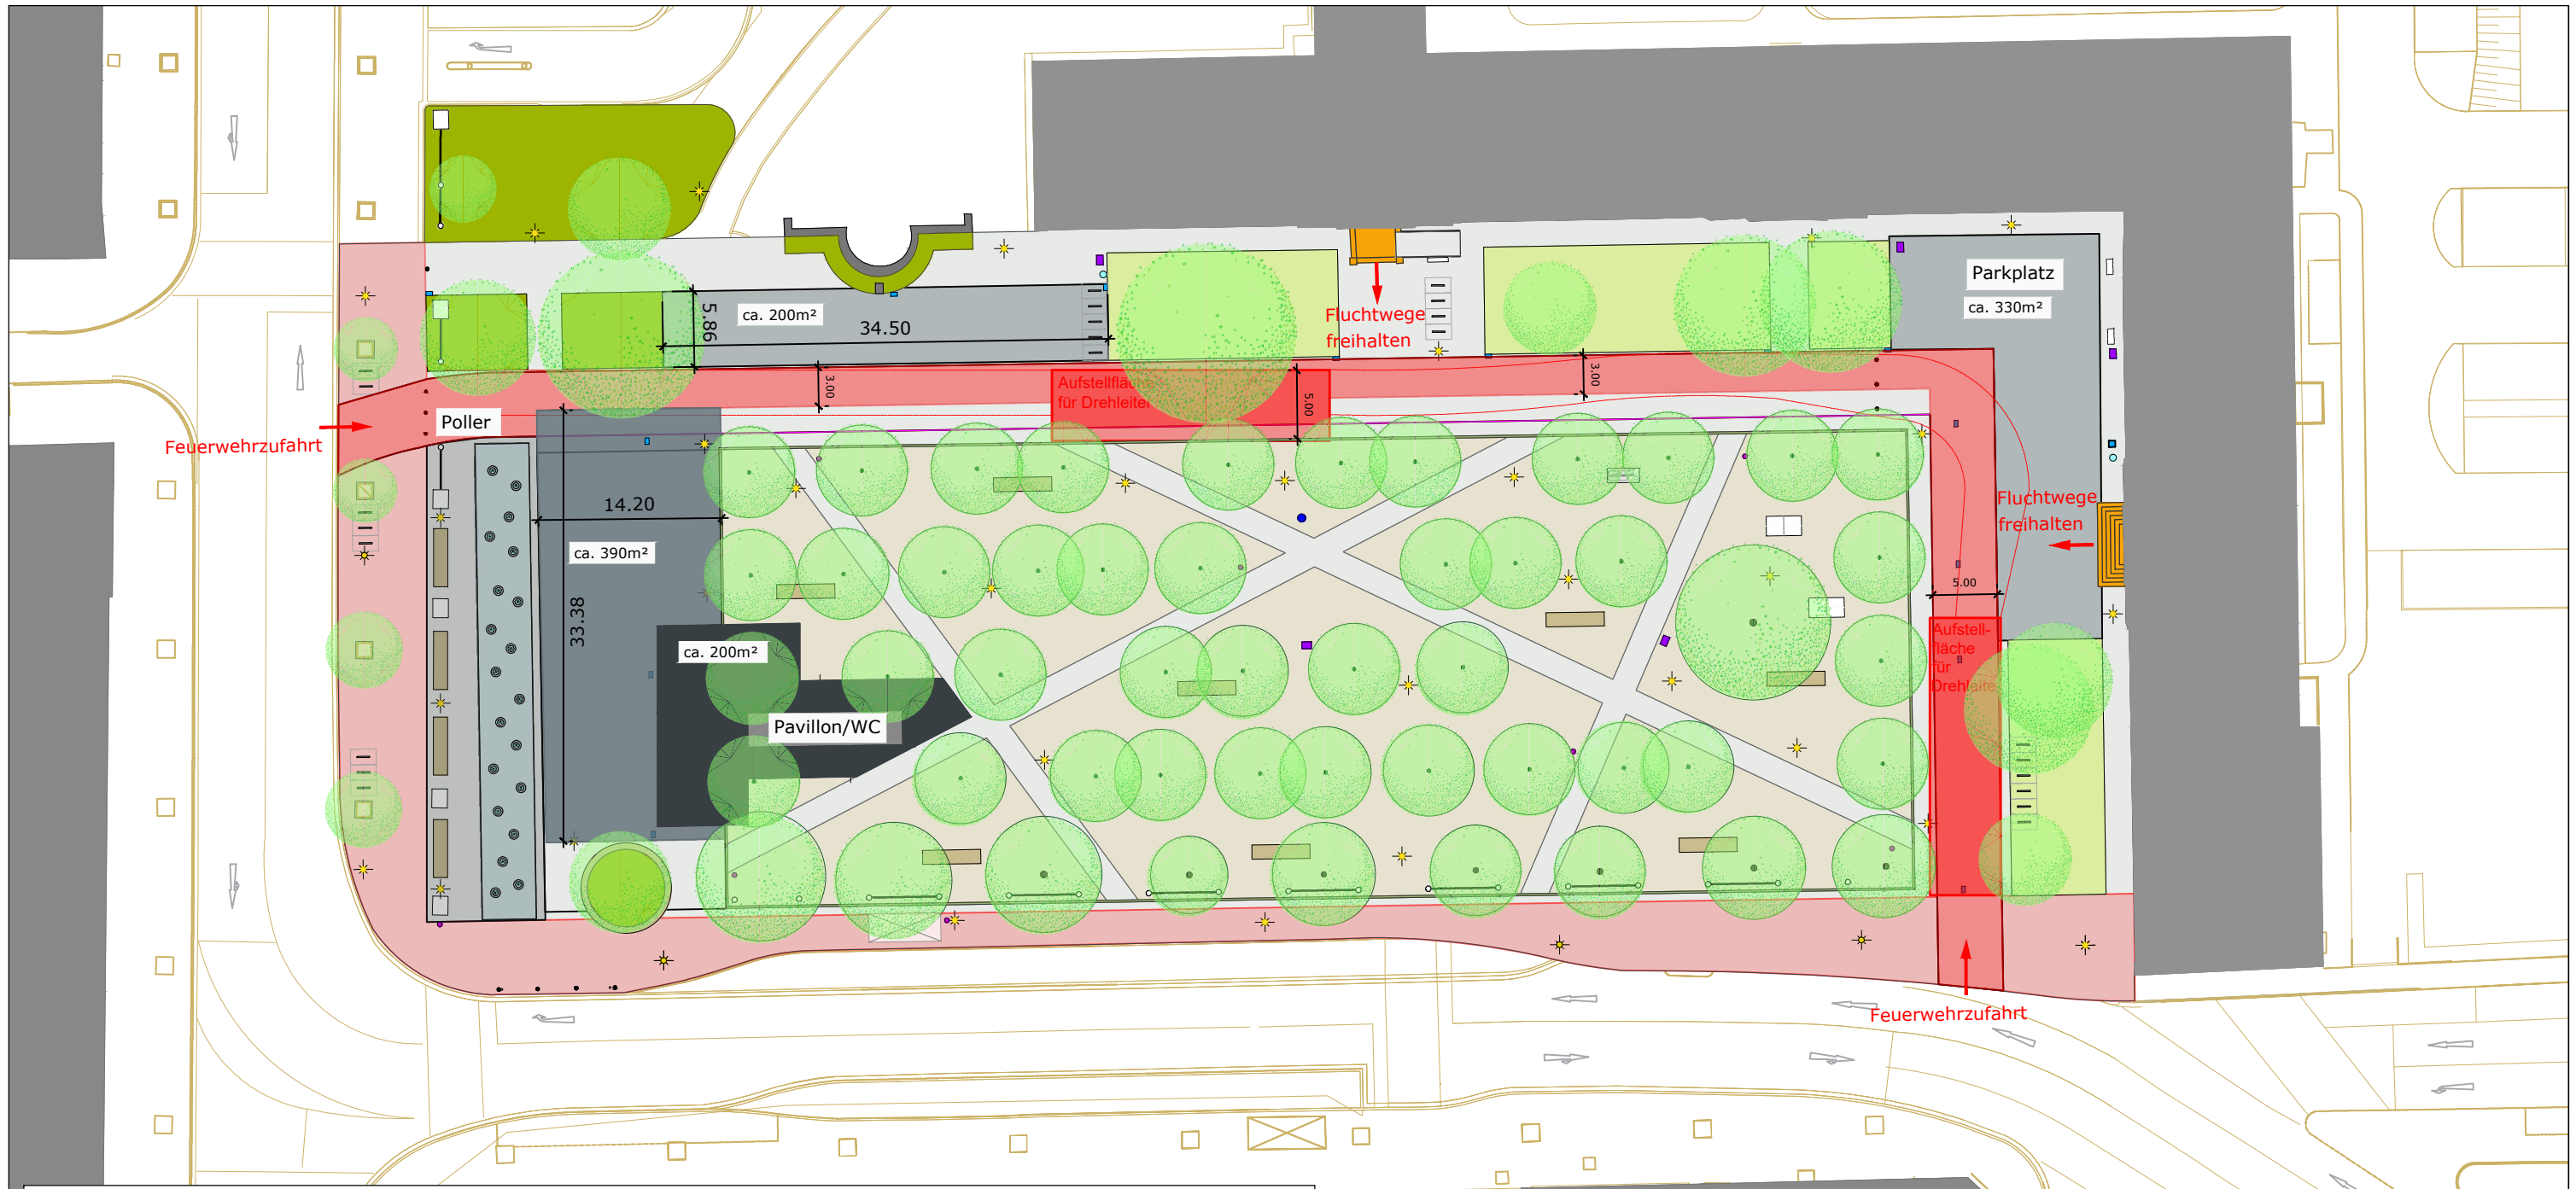 Parkplatz
ca. 330m²
5.86
ca. 200m²
34.50
Fluchtwege
freihalten
3.00
Aufstellfläche
für Drehleiter
5.00
3.00
Poller
Feuerwehrzufahrt
14.20
ca. 390m²
33.38
Fluchtwege
freihalten
5.00
ca. 200m²
Aufstell-
fläche
für
Drehleiter
Pavillon/WC
Feuerwehrzufahrt